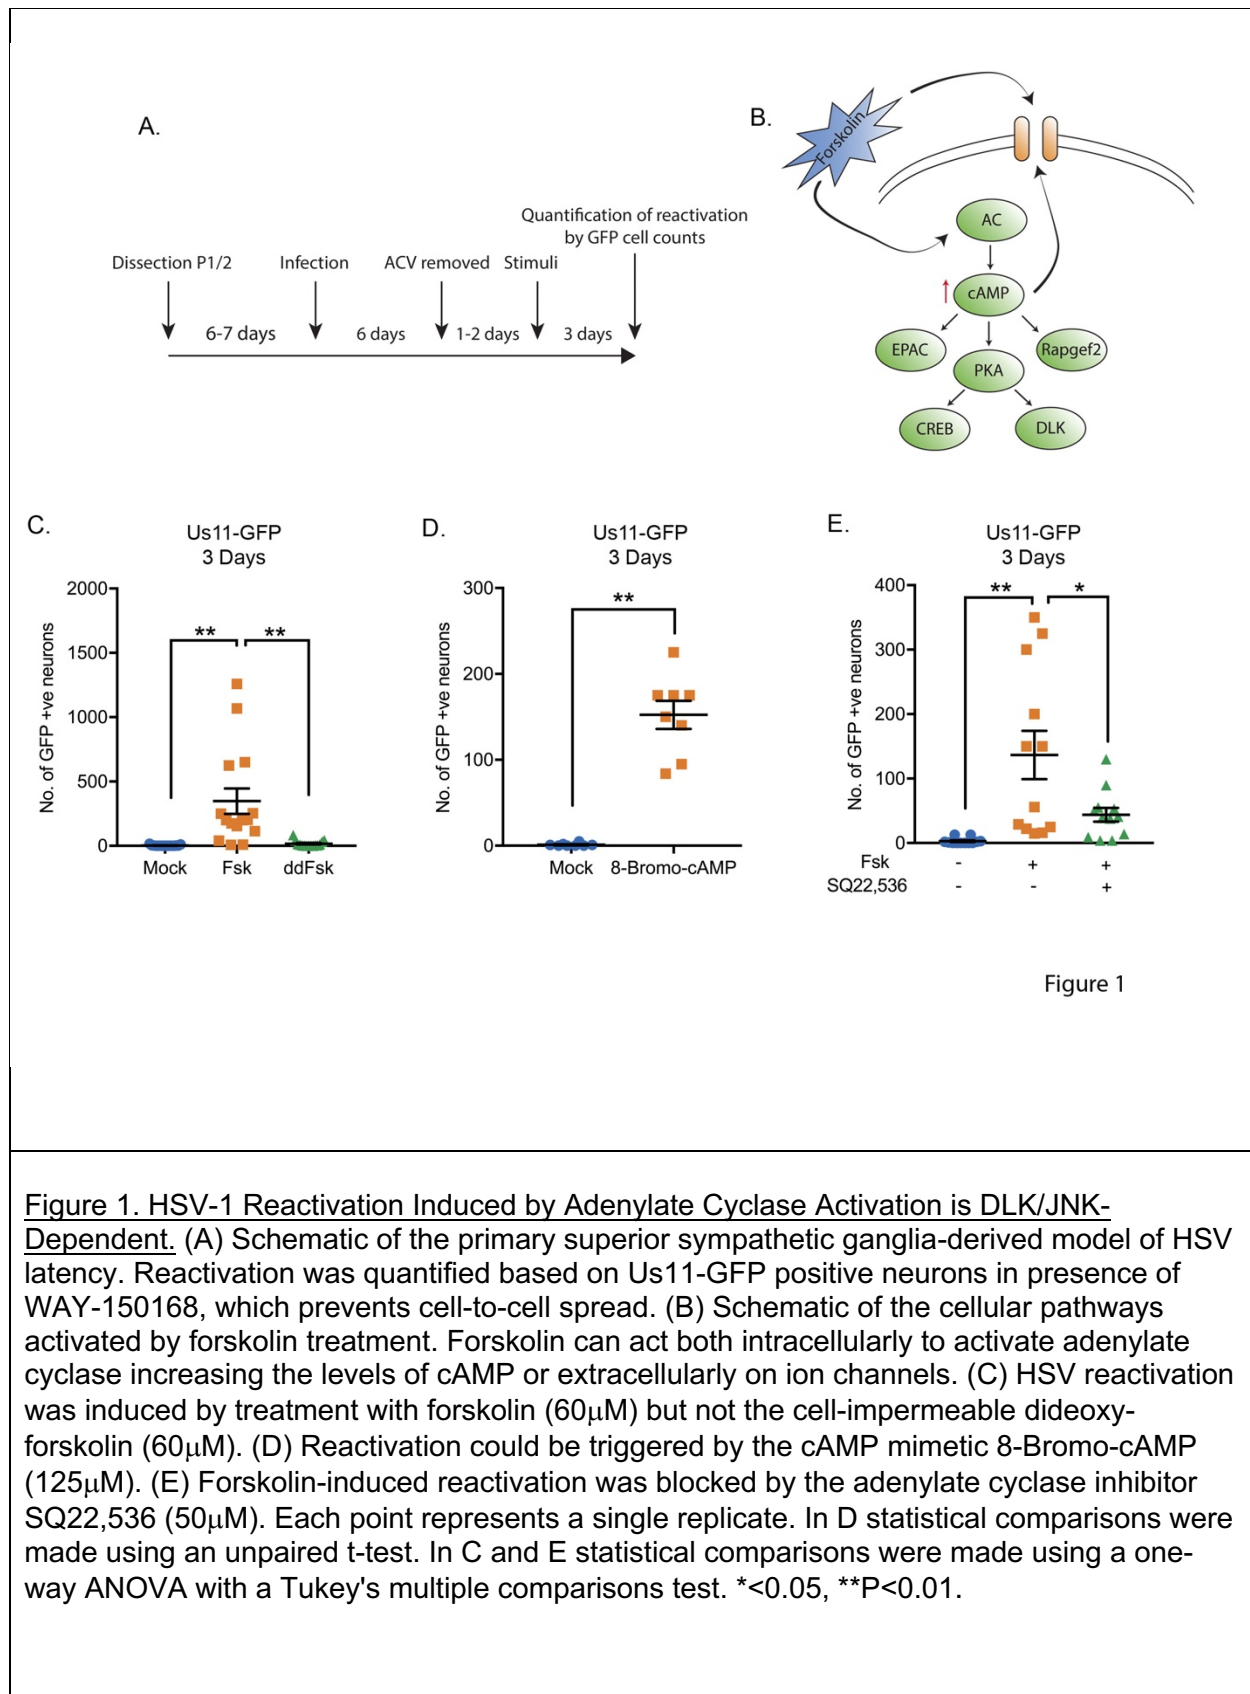 A.
Dissection P1/2
Infection
ACV removed
Stimuli
Quantification of reactivation
by GFP cell counts
6-7 days
6 days
1-2 days
3 days
B.
Forskolin
AC
cAMP
EPAC
PKA
Rapgef2
CREB
DLK
C.
Us11-GFP
3 Days
No. of GFP +ve neurons
2000
1500
1000
500
0
** **
Mock Fsk ddFsk
D.
Us11-GFP
3 Days
No. of GFP +ve neurons
300
200
100
0
**
Mock 8-Bromo-cAMP
E.
Us11-GFP
3 Days
No. of GFP +ve neurons
400
300
200
100
0
** *
Fsk - + +
SQ22,536 - - +
Figure 1
Figure 1. HSV-1 Reactivation Induced by Adenylate Cyclase Activation is DLK/JNK-
Dependent. (A) Schematic of the primary superior sympathetic ganglia-derived model of HSV
latency. Reactivation was quantified based on Us11-GFP positive neurons in presence of
WAY-150168, which prevents cell-to-cell spread. (B) Schematic of the cellular pathways
activated by forskolin treatment. Forskolin can act both intracellularly to activate adenylate
cyclase increasing the levels of cAMP or extracellularly on ion channels. (C) HSV reactivation
was induced by treatment with forskolin (60μM) but not the cell-impermeable dideoxy-
forskolin (60μM). (D) Reactivation could be triggered by the cAMP mimetic 8-Bromo-cAMP
(125μM). (E) Forskolin-induced reactivation was blocked by the adenylate cyclase inhibitor
SQ22,536 (50μM). Each point represents a single replicate. In D statistical comparisons were
made using an unpaired t-test. In C and E statistical comparisons were made using a one-
way ANOVA with a Tukey's multiple comparisons test. *<0.05, **P<0.01.